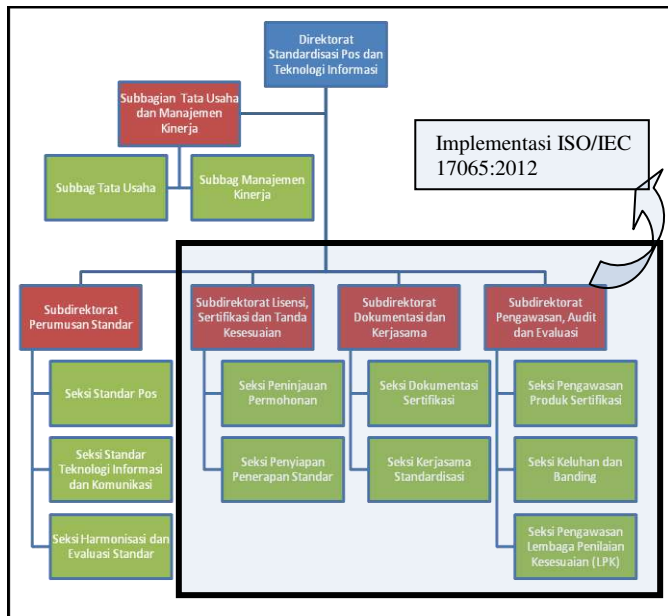 Direktorat
Standardisasi Pos dan
Teknologi Informasi
Subbagian Tata Usaha
dan Manajemen
Kinerja
Implementasi ISO/IEC
17065:2012
Subbag Tata Usaha
Subbag Manajemen
Kinerja
Subdirektorat
Perumusan Standar
Subdirektorat Lisensi,
Sertifikasi dan Tanda
Kesesuaian
Subdirektorat
Dokumentasi dan
Kerjasama
Subdirektorat
Pengawasan, Audit
dan Evaluasi
Seksi Standar Pos
Seksi Peninjauan
Permohonan
Seksi Dokumentasi
Sertifikasi
Seksi Pengawasan
Produk Sertifikasi
Seksi Standar
Teknologi Informasi
dan Komunikasi
Seksi Penyiapan
Penerapan Standar
Seksi Kerjasama
Standardisasi
Seksi Keluhan dan
Banding
Seksi Harmonisasi dan
Evaluasi Standar
Seksi Pengawasan
Lembaga Penilaian
Kesesuaian (LPK)